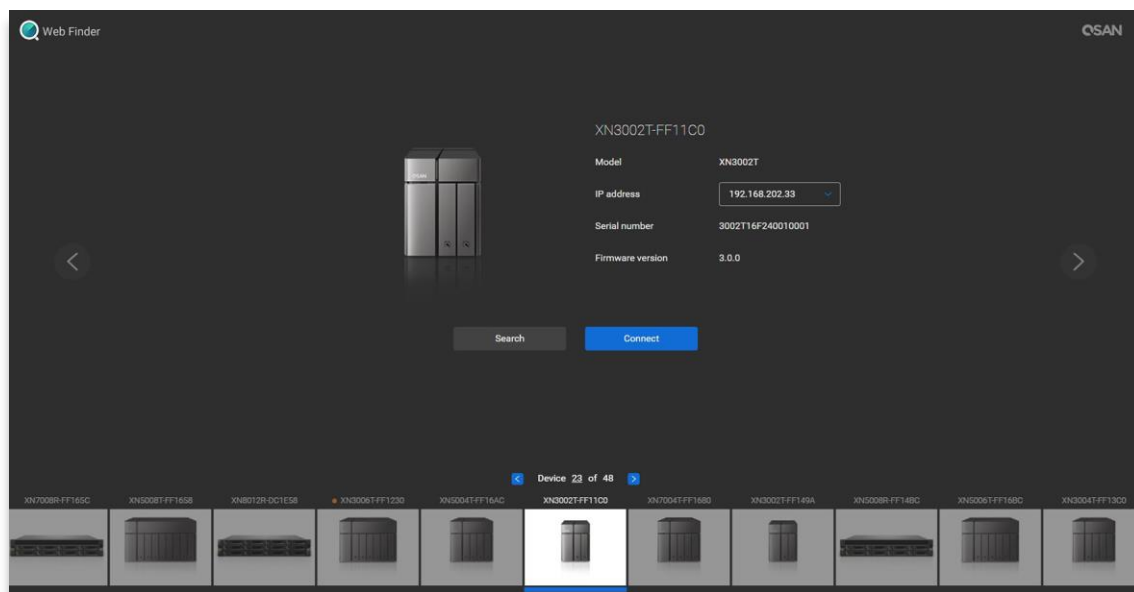 Web Finder
QSAN
XN3002T-FF11C0
Model XN3002T
IP address 192.168.202.33
Serial number 3002T16F240010001
Firmware version 3.0.0
Search Connect
Device 23 of 48
XN7008R-FF165C XN5008T-FF1658 XN8012R-DC1E58 XN3006T-FF1230 XN5004T-FF16AC XN3002T-FF11C0 XN7004T-FF1680 XN3002T-FF149A XN5008R-FF148C XN5006T-FF16BC XN3004T-FF13C0